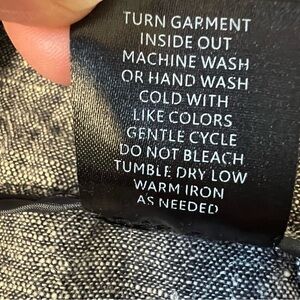 TURN GARMENT
INSIDE OUT
MACHINE WASH
OR HAND WASH
COLD WITH
LIKE COLORS
GENTLE CYCLE
DO NOT BLEACH
TUMBLE DRY LOW
WARM IRON
AS NEEDED